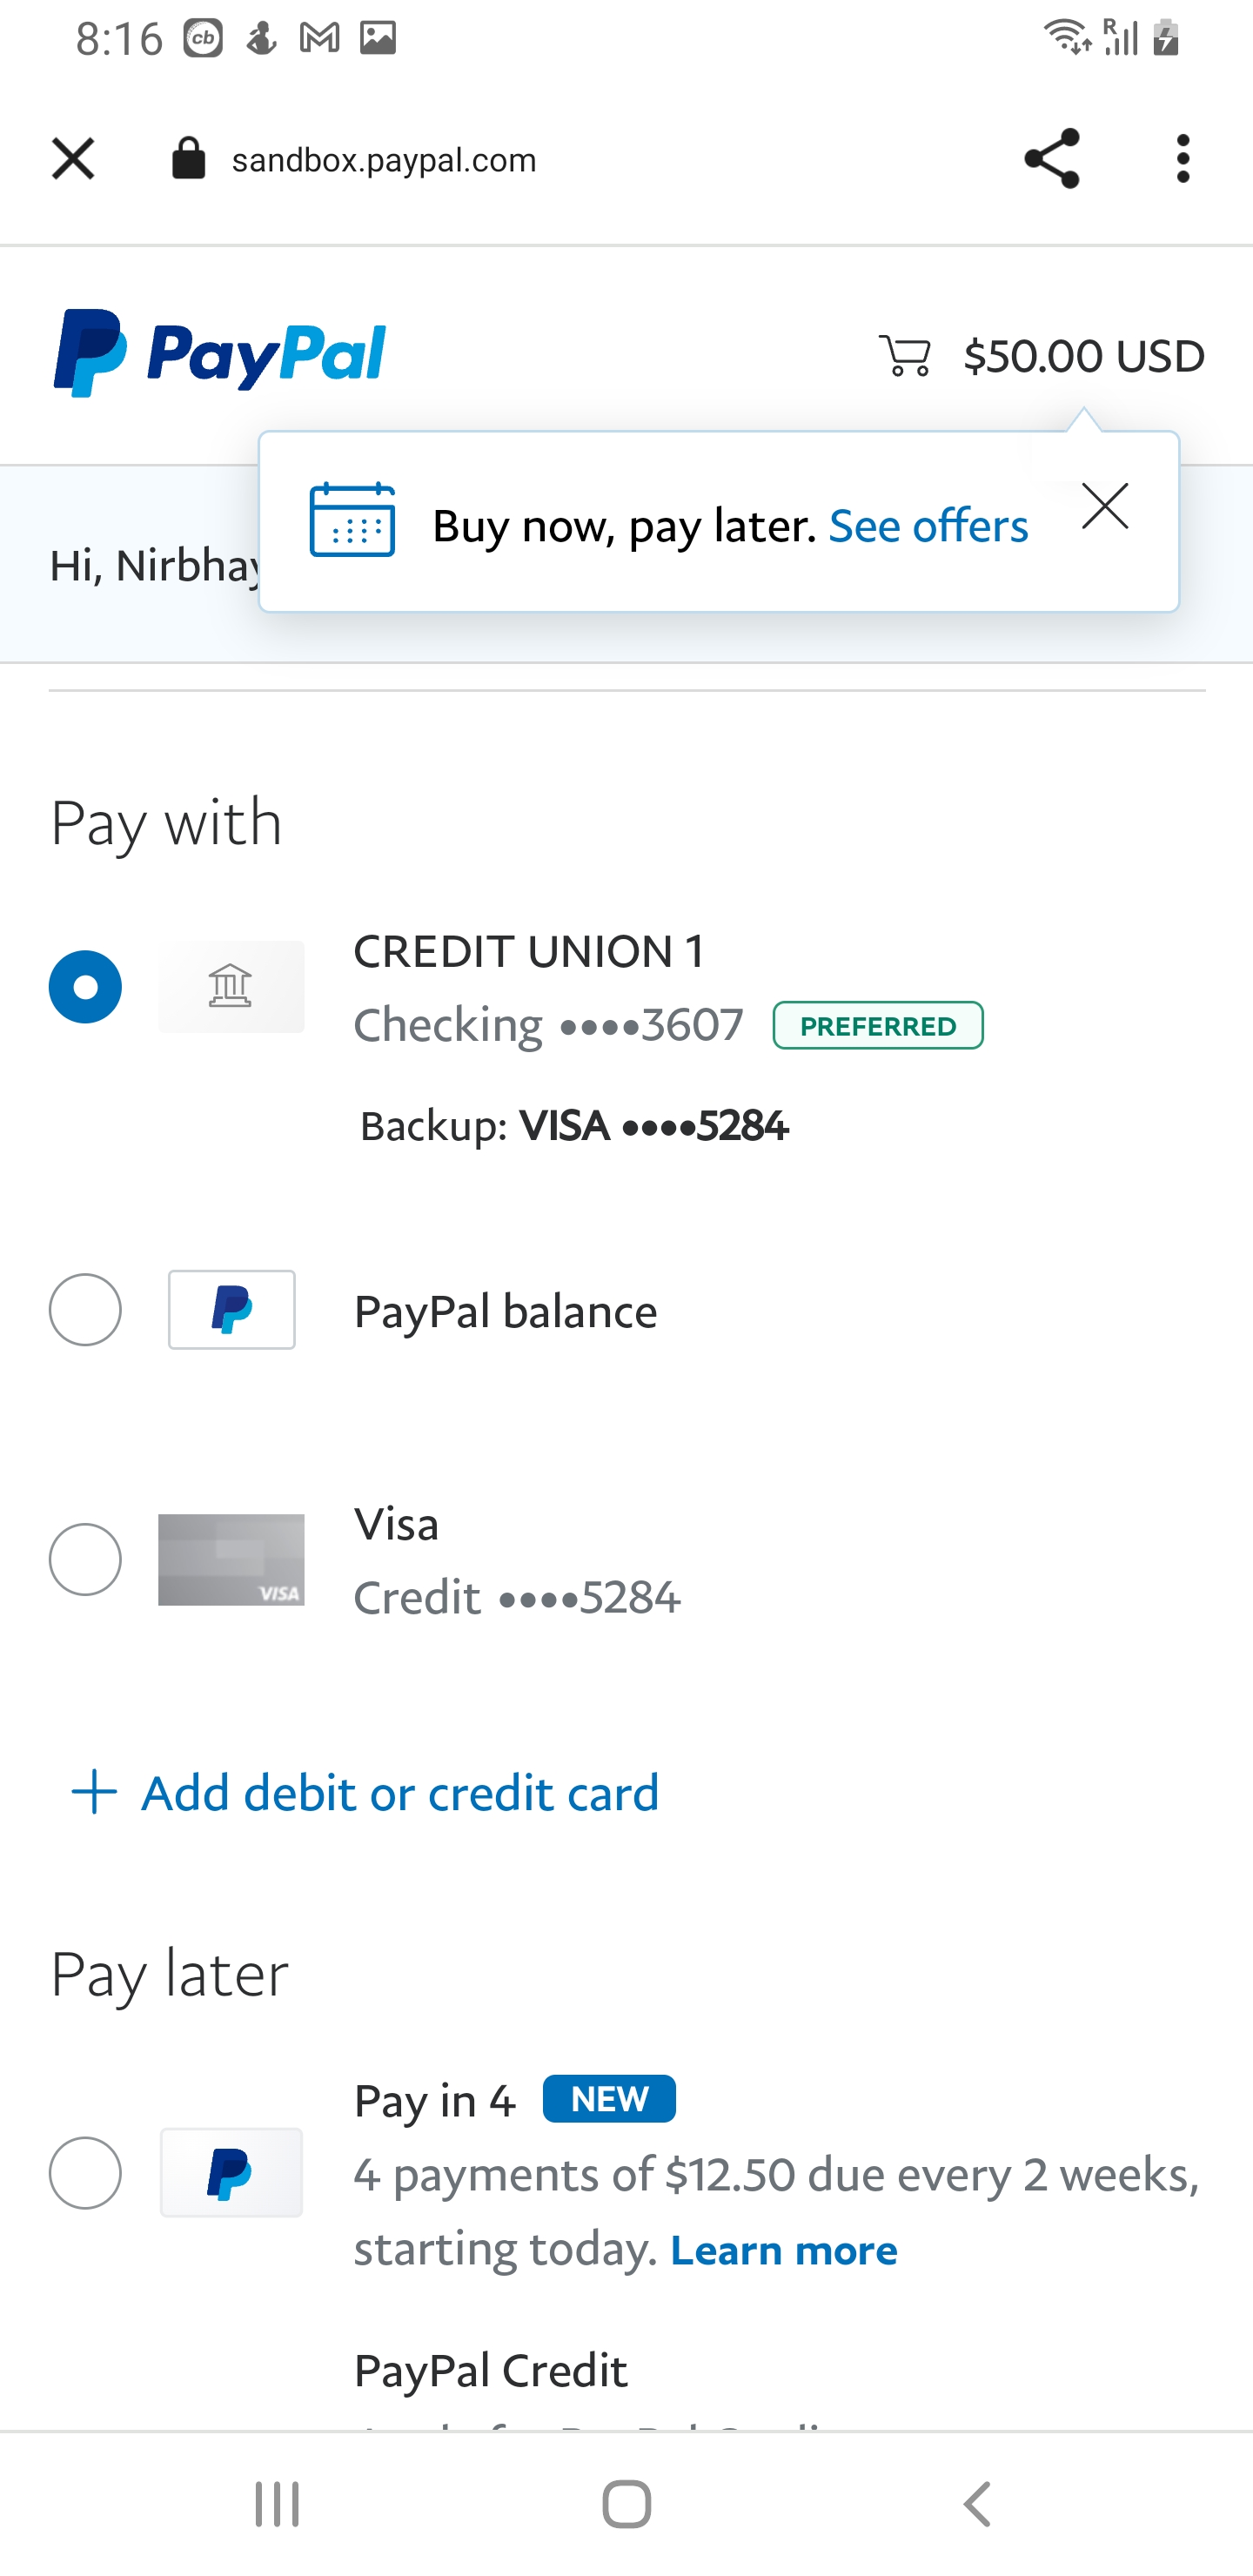 8:16 cb R
sandbox.paypal.com
PayPal $50.00 USD
Buy now, pay later. See offers
Hi, Nirbhay
Pay with
CREDIT UNION 1
Checking ••••3607 PREFERRED
Backup: VISA ••••5284
PayPal balance
Visa
VISA
Credit ••••5284
+ Add debit or credit card
Pay later
Pay in 4 NEW
4 payments of $12.50 due every 2 weeks,
starting today. Learn more
PayPal Credit